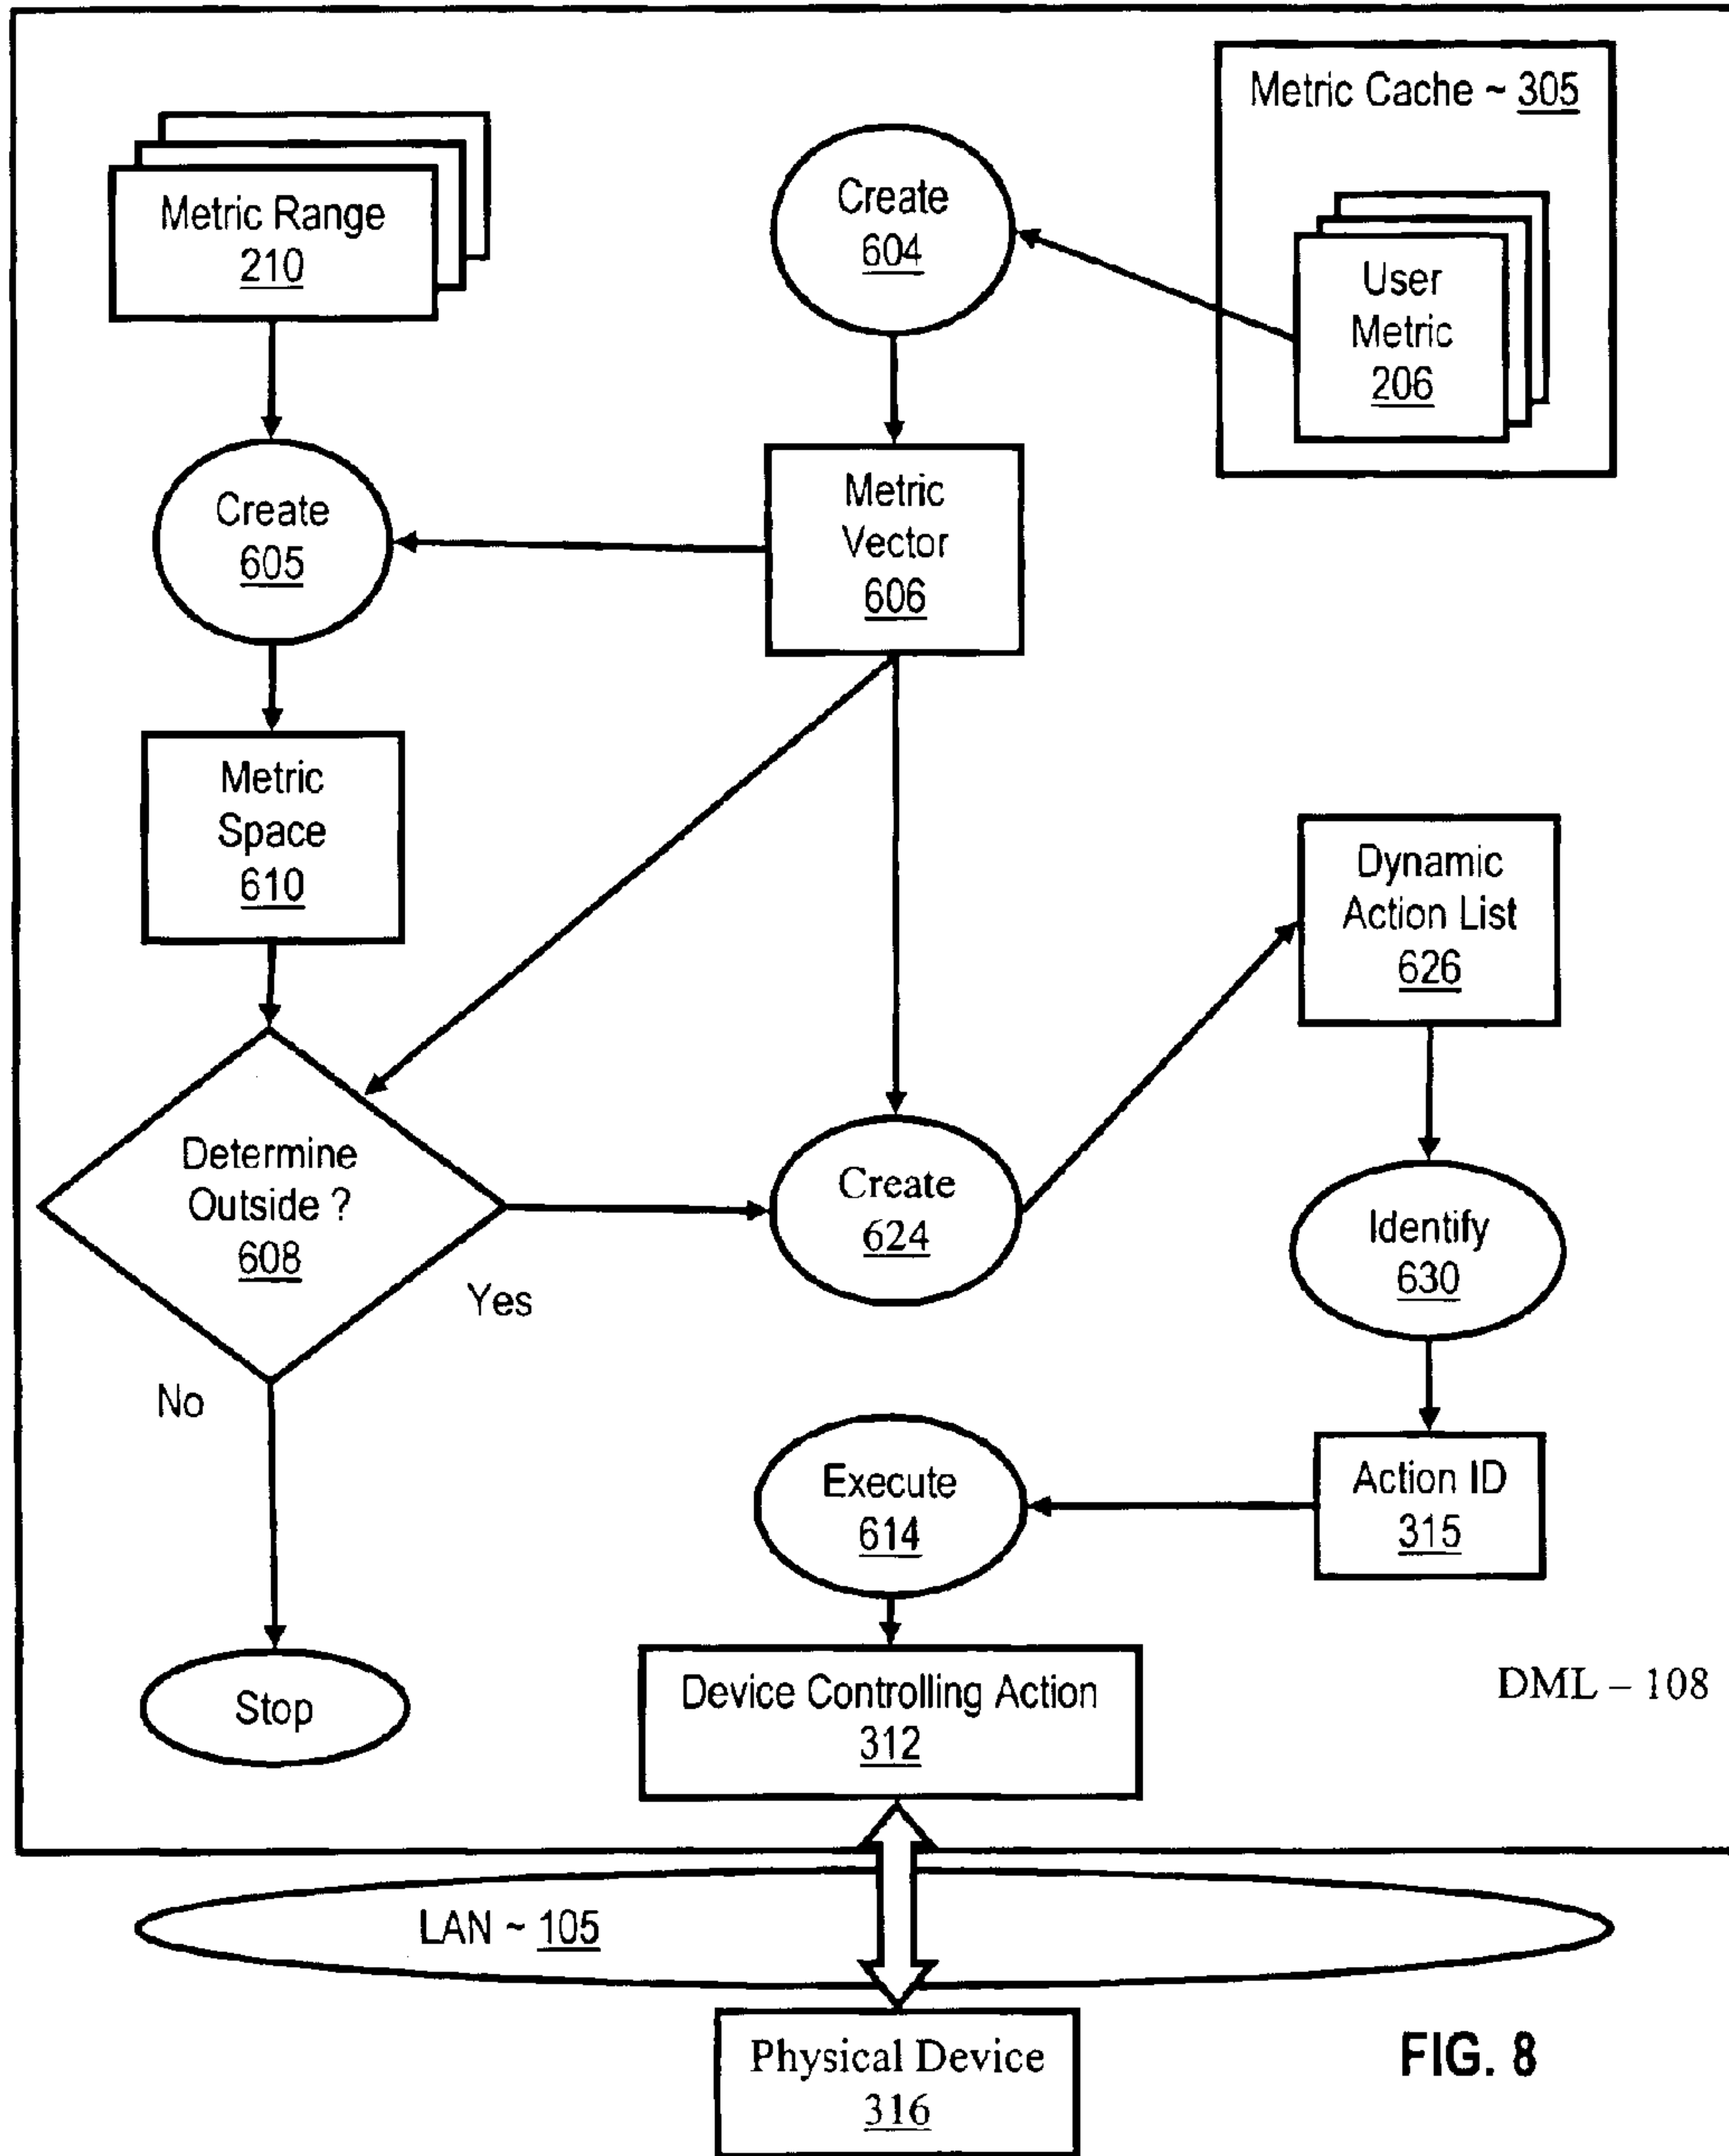 Metric Cache ~ 305
Metric Range
210
Create
604
User
Metric
206
Create
605
Metric
Vector
606
Metric
Space
610
Dynamic
Action List
626
Determine
Outside ?
608
Create
624
Identify
630
Yes
No
Execute
614
Action ID
315
Stop
Device Controlling Action
312
DML – 108
LAN ~ 105
Physical Device
316
FIG. 8